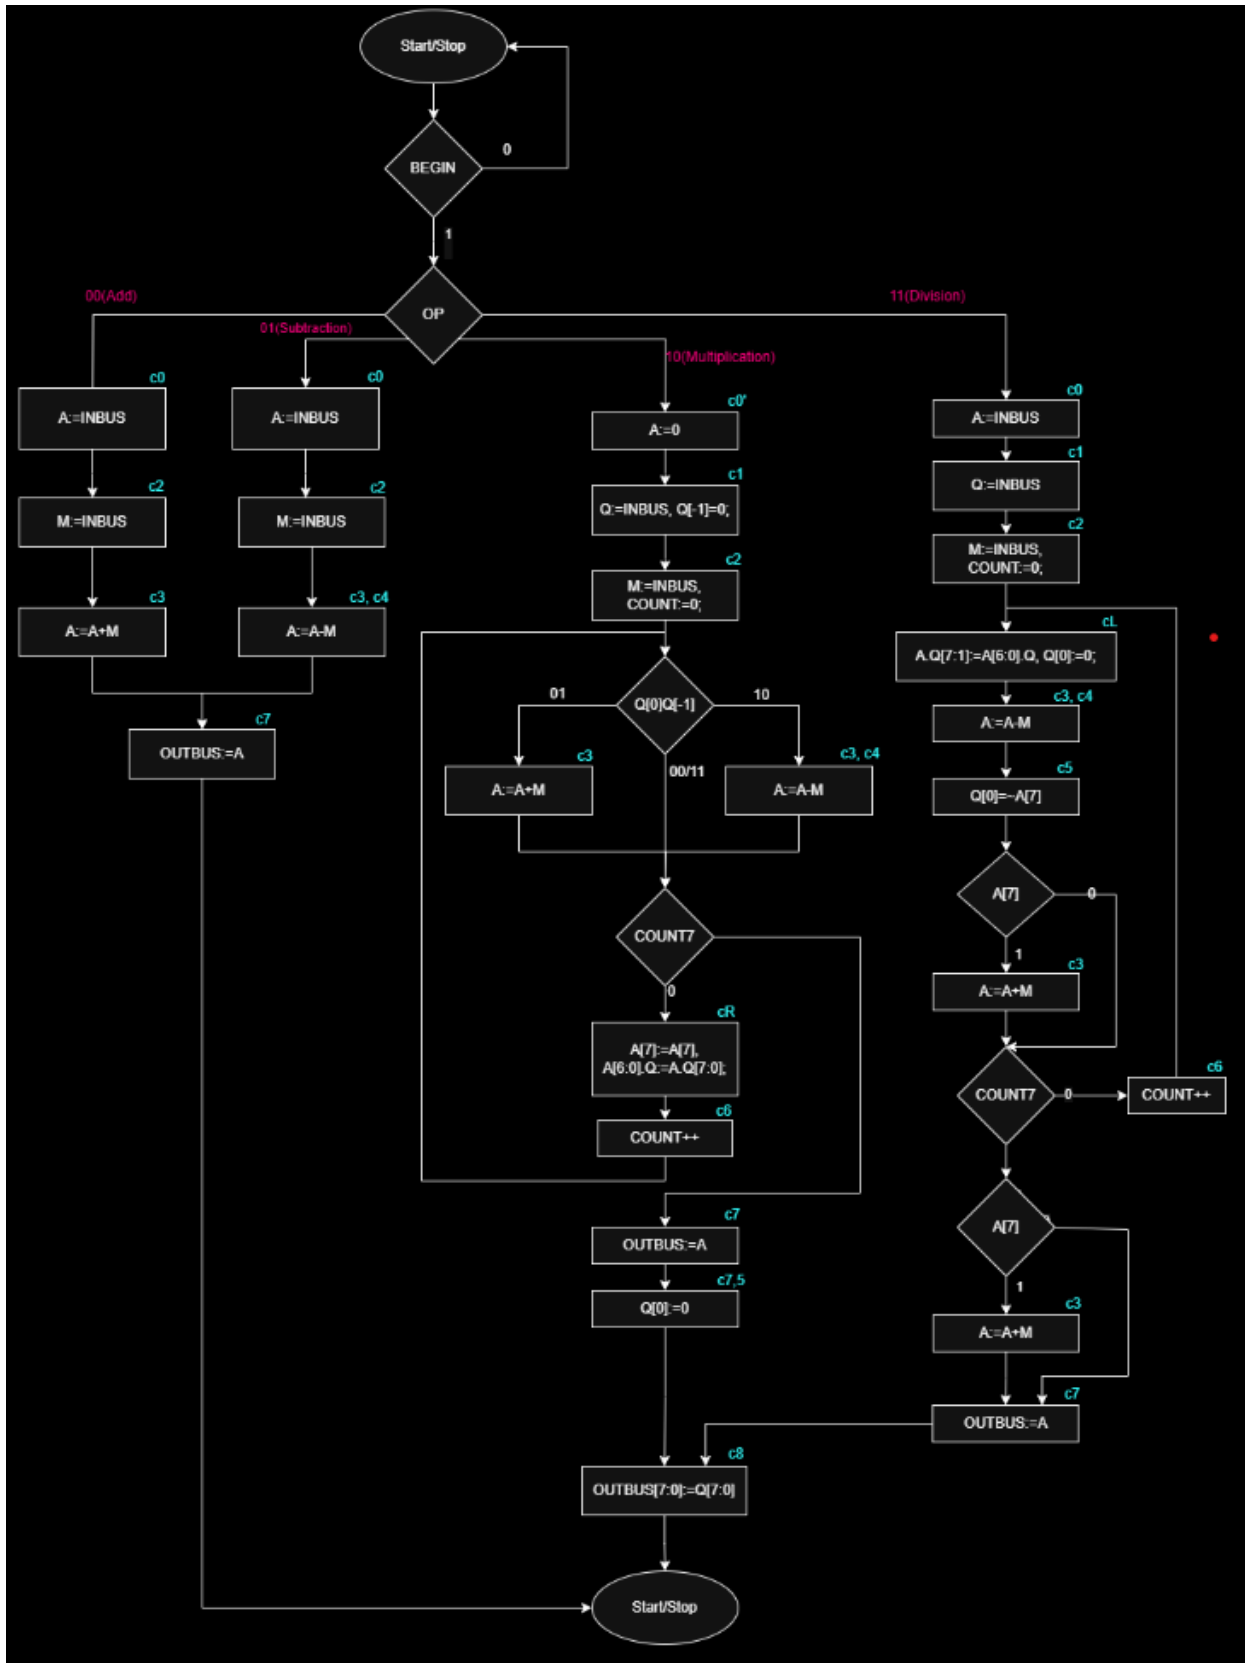 Start/Stop
BEGIN
0
1
OP
00(Add)
01(Subtraction)
10(Multiplication)
11(Division)
c0
A:=INBUS
c2
M:=INBUS
c3
A:=A+M
c0
A:=INBUS
c2
M:=INBUS
c3, c4
A:=A-M
c7
OUTBUS:=A
c0*
A:=0
c1
Q:=INBUS, Q[-1]=0;
c2
M:=INBUS,
COUNT:=0;
Q[0]Q[-1]
01
10
00/11
c3
A:=A+M
c3, c4
A:=A-M
COUNT7
0
cR
A[7]:=A[7],
A[6:0].Q:=A.Q[7:0];
c6
COUNT++
c7
OUTBUS:=A
c7,5
Q[0]:=0
c0
A:=INBUS
c1
Q:=INBUS
c2
M:=INBUS,
COUNT:=0;
cL
A.Q[7:1]:=A[6:0].Q, Q[0]:=0;
c3, c4
A:=A-M
c5
Q[0]=~A[7]
A[7]
0
1
c3
A:=A+M
COUNT7
0
c6
COUNT++
A[7]
1
c3
A:=A+M
c7
OUTBUS:=A
c8
OUTBUS[7:0]:=Q[7:0]
Start/Stop